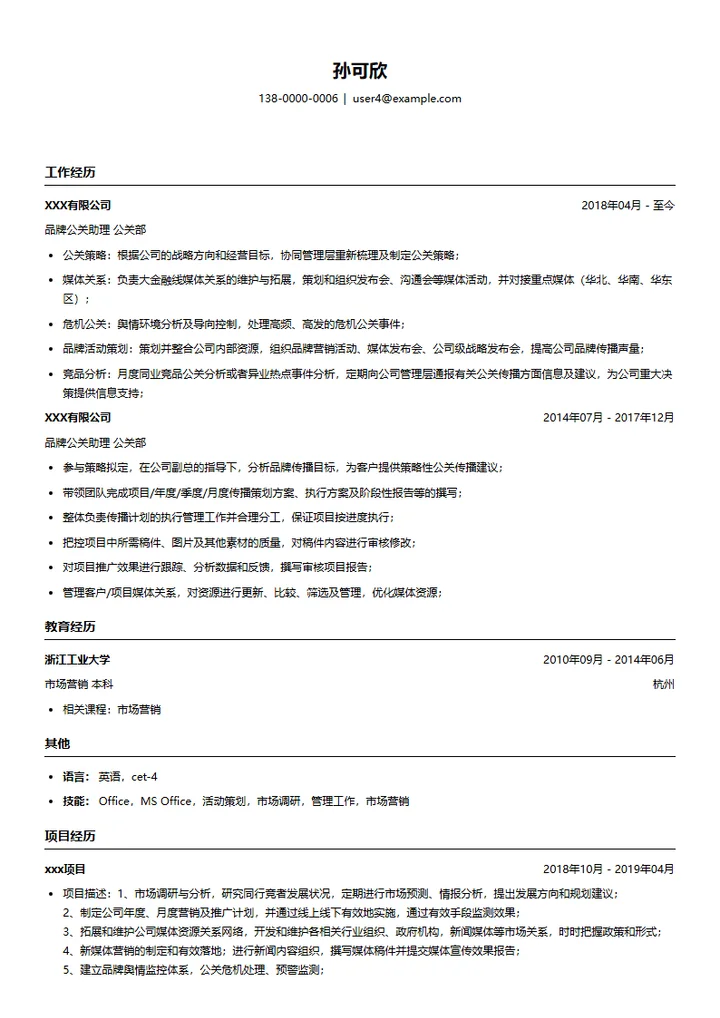 孙可欣
138-0000-0006 | user4@example.com
工作经历
XXX有限公司 2018年04月 - 至今
品牌公关助理 公关部
• 公关策略：根据公司的战略方向和经营目标，协同管理层重新梳理及制定公关策略；
• 媒体关系：负责大金融线媒体关系的维护与拓展，策划和组织发布会、沟通会等媒体活动，并对接重点媒体（华北、华南、华东
区）；
• 危机公关：舆情环境分析及导向控制，处理高频、高发的危机公关事件；
• 品牌活动策划：策划并整合公司内部资源，组织品牌营销活动、媒体发布会、公司级战略发布会，提高公司品牌传播声量；
• 竞品分析：月度同业竞品公关分析或者异业热点事件分析，定期向公司管理层通报有关公关传播方面信息及建议，为公司重大决
策提供信息支持；
XXX有限公司 2014年07月 - 2017年12月
品牌公关助理 公关部
• 参与策略拟定，在公司副总的指导下，分析品牌传播目标，为客户提供策略性公关传播建议；
• 带领团队完成项目/年度/季度/月度传播策划方案、执行方案及阶段性报告等的撰写；
• 整体负责传播计划的执行管理工作并合理分工，保证项目按进度执行；
• 把控项目中所需稿件、图片及其他素材的质量，对稿件内容进行审核修改；
• 对项目推广效果进行跟踪、分析数据和反馈，撰写审核项目报告；
• 管理客户/项目媒体关系，对资源进行更新、比较、筛选及管理，优化媒体资源；
教育经历
浙江工业大学 2010年09月 - 2014年06月
市场营销 本科 杭州
• 相关课程：市场营销
其他
• 语言： 英语，cet-4
• 技能： Office，MS Office，活动策划，市场调研，管理工作，市场营销
项目经历
xxx项目 2018年10月 - 2019年04月
• 项目描述：1、市场调研与分析，研究同行竞者发展状况，定期进行市场预测、情报分析，提出发展方向和规划建议；
2、制定公司年度、月度营销及推广计划，并通过线上线下有效地实施，通过有效手段监测效果；
3、拓展和维护公司媒体资源关系网络，开发和维护各相关行业组织、政府机构，新闻媒体等市场关系，时时把握政策和形式；
4、新媒体营销的制定和有效落地；进行新闻内容组织，撰写媒体稿件并提交媒体宣传效果报告；
5、建立品牌舆情监控体系，公关危机处理、预警监测；